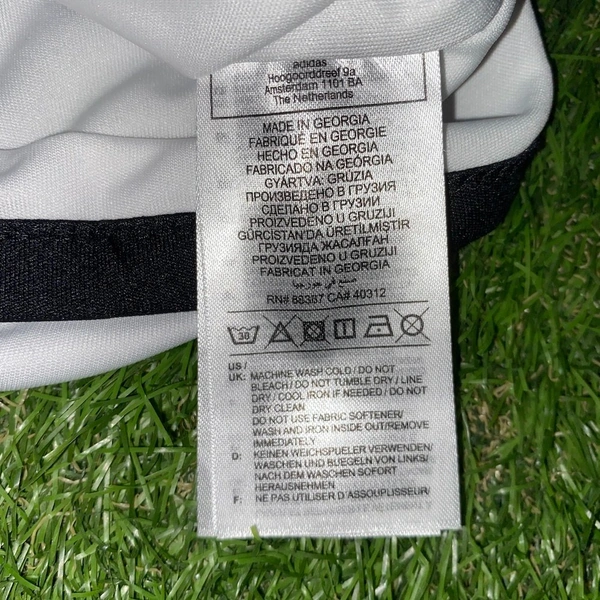 adidas
Hoogoorddreef 9a
Amsterdam 1101 BA
The Netherlands
MADE IN GEORGIA
FABRIQUÉ EN GEORGIE
HECHO EN GEORGIA
FABRICADO NA GEÓRGIA
GYÁRTVA: GRÚZIA
ПРОИЗВЕДЕНО В ГРУЗИЯ
СДЕЛАНО В ГРУЗИИ
PROIZVEDENO U GRUZIJI
GÜRCİSTAN'DA ÜRETİLMİŞTİR
ГРУЗИЯДА ЖАСАЛҒАН
PROIZVEDENO U GRUZIJI
FABRICAT IN GEORGIA
صنع في جورجيا
RN# 88387 CA# 40312
30
US /
UK: MACHINE WASH COLD / DO NOT
BLEACH / DO NOT TUMBLE DRY / LINE
DRY / COOL IRON IF NEEDED / DO NOT
DRY CLEAN
DO NOT USE FABRIC SOFTENER/
WASH AND IRON INSIDE OUT/REMOVE
IMMEDIATELY
D: KEINEN WEICHSPUELER VERWENDEN/
WASCHEN UND BUEGELN VON LINKS/
NACH DEM WASCHEN SOFORT
HERAUSNEHMEN
F: NE PAS UTILISER D'ASSOUPLISSEUR/